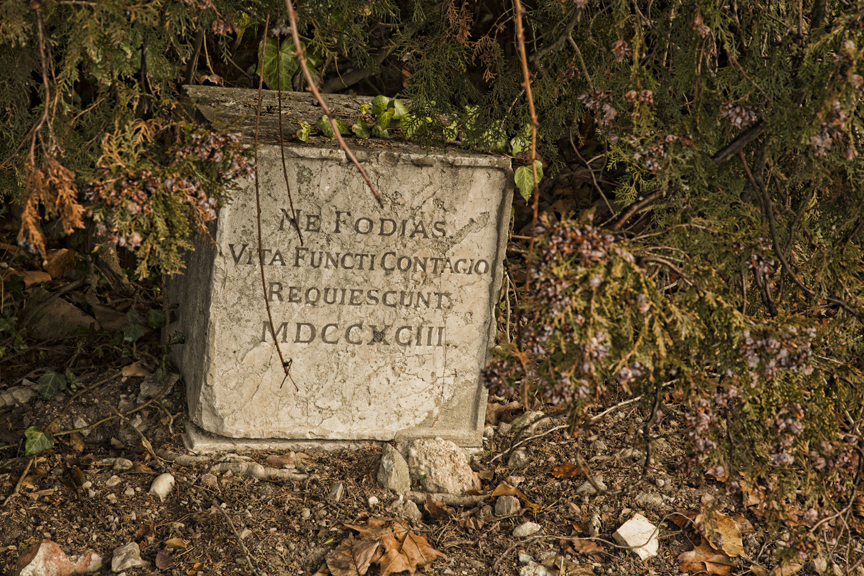 NE FODIAS
VITA FUNCTI CONTAGIO
REQUIESCUNT
MDCCXCIII.